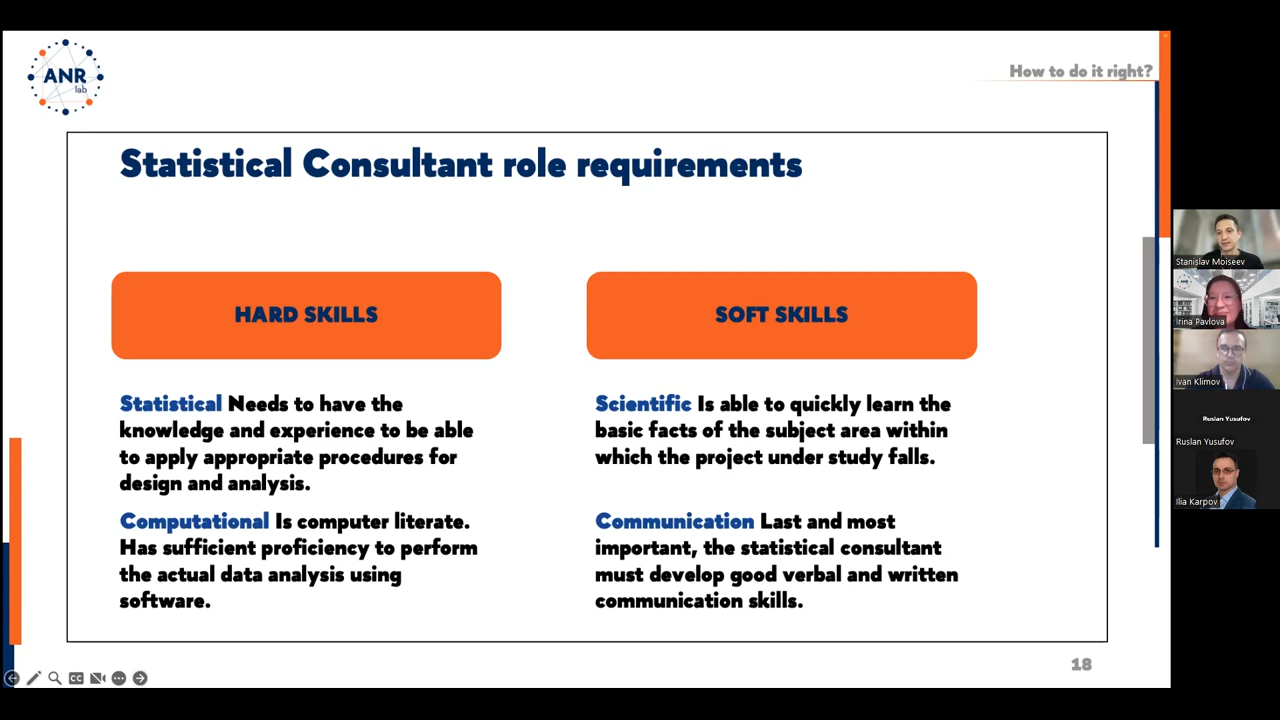 ANR
lab
How to do it right?
Statistical Consultant role requirements
HARD SKILLS
SOFT SKILLS
Statistical Needs to have the
knowledge and experience to be able
to apply appropriate procedures for
design and analysis.
Computational Is computer literate.
Has sufficient proficiency to perform
the actual data analysis using
software.
Scientific Is able to quickly learn the
basic facts of the subject area within
which the project under study falls.
Communication Last and most
important, the statistical consultant
must develop good verbal and written
communication skills.
18
CC
Stanislav Moiseev
Irina Pavlova
Ivan Klimov
Ruslan Yusufov
Ruslan Yusufov
Ilia Karpov